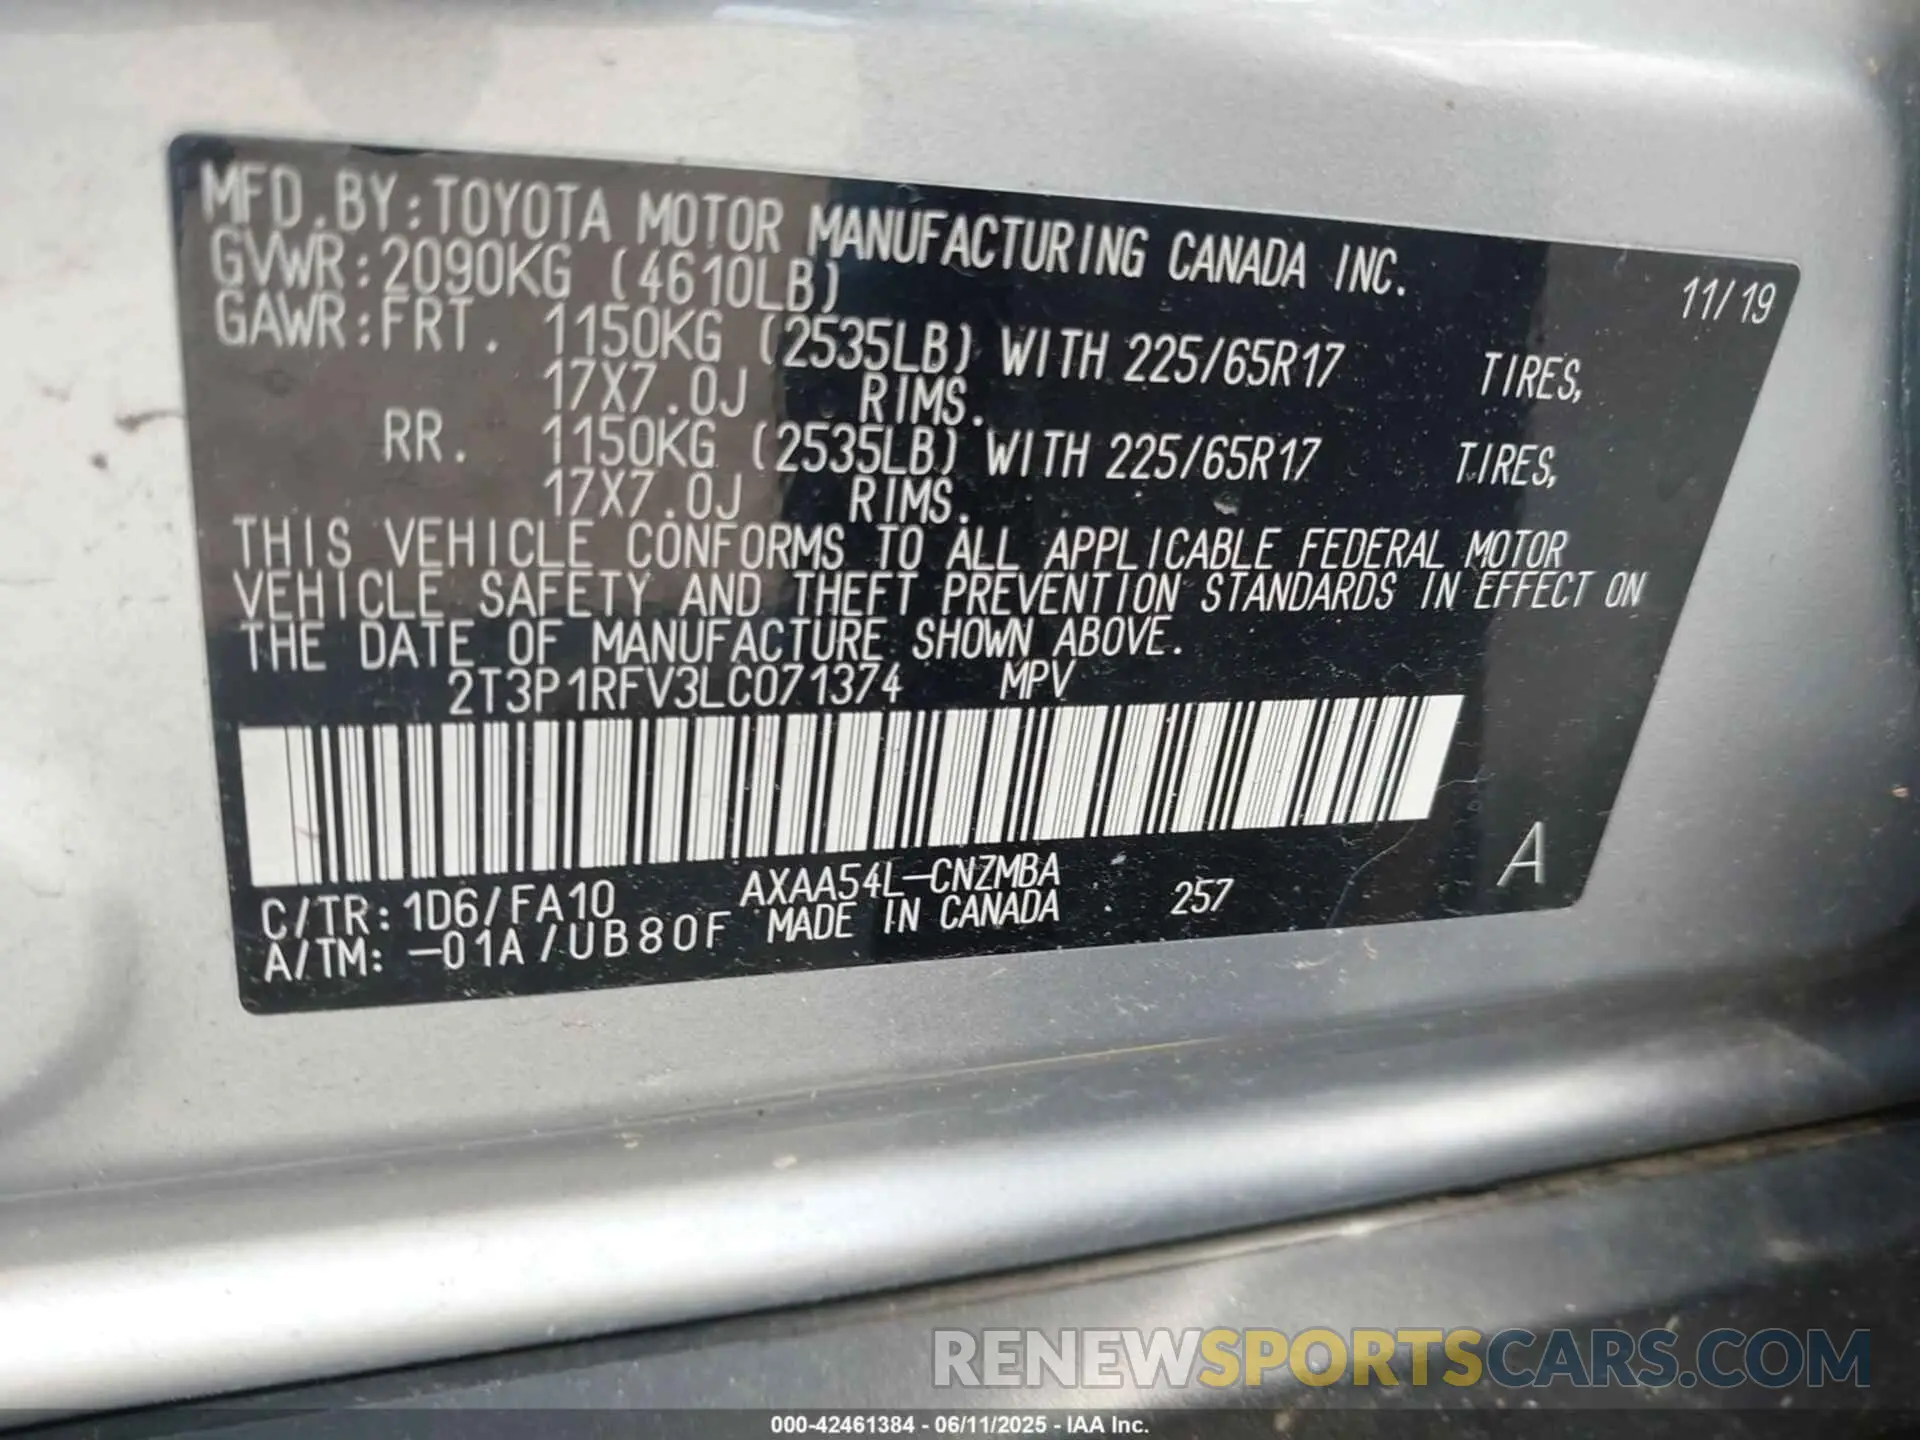 MFD.BY:TOYOTA MOTOR MANUFACTURING CANADA INC.
11/19
GVWR:2090KG (4610LB)
GAWR:FRT. 1150KG (2535LB) WITH 225/65R17 TIRES,
17X7.0J RIMS.
RR. 1150KG (2535LB) WITH 225/65R17 TIRES,
17X7.0J RIMS.
THIS VEHICLE CONFORMS TO ALL APPLICABLE FEDERAL MOTOR
VEHICLE SAFETY AND THEFT PREVENTION STANDARDS IN EFFECT ON
THE DATE OF MANUFACTURE SHOWN ABOVE.
2T3P1RFV3LC071374 MPV
C/TR:1D6/FA10 AXAA54L-CNZMBA
A/TM: -01A/UB80F MADE IN CANADA 257 A
RENEWSPORTSCARS.COM
000-42461384 - 06/11/2025 - IAA Inc.